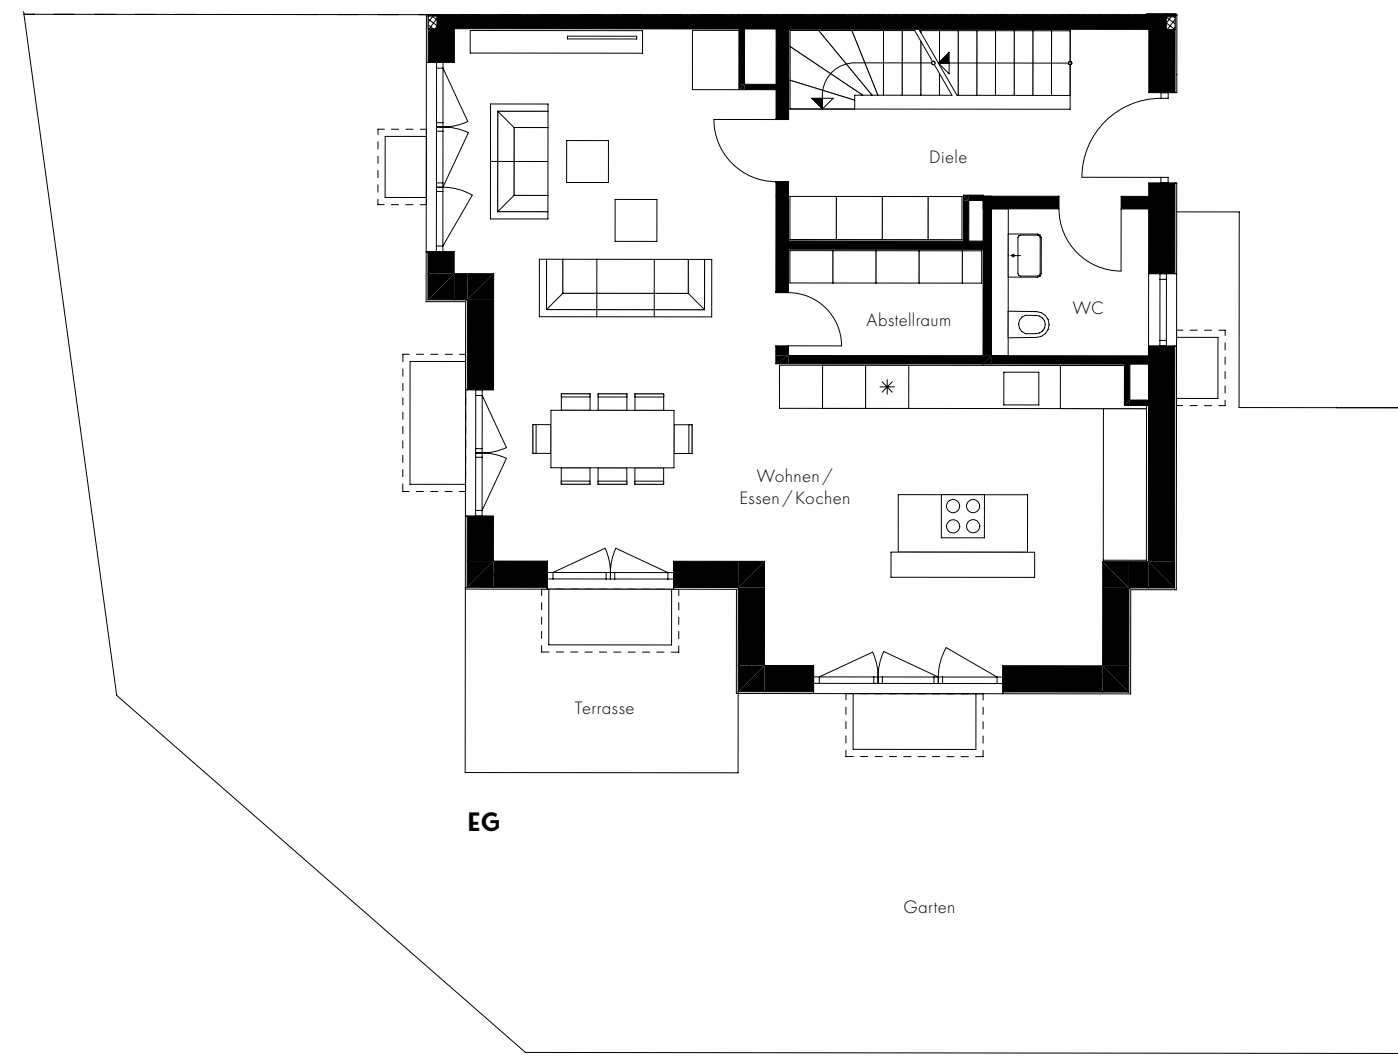 Diele
WC
Abstellraum
Wohnen /
Essen / Kochen
Terrasse
EG
Garten